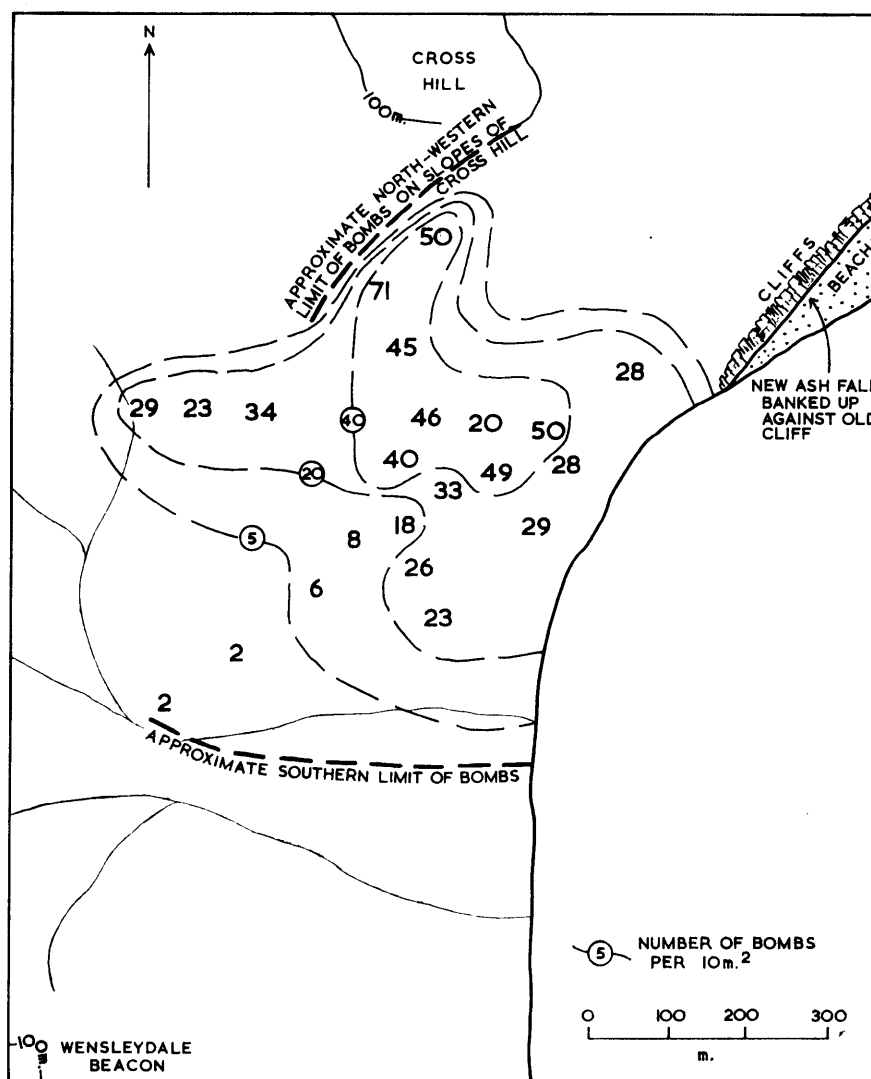 N
CROSS
HILL
100m.
APPROXIMATE NORTH-WESTERN
LIMIT OF BOMBS ON SLOPES OF
CROSS HILL
50
71
45
28
CLIFFS
BEACH
NEW ASH FALL
BANKED UP
AGAINST OLD
CLIFF
29 23 34 40 46 20 50
40 49 28
20 33
5 8 18 29
26
6 23
2
2
APPROXIMATE SOUTHERN LIMIT OF BOMBS
5 NUMBER OF BOMBS
PER 10m.²
0 100 200 300
m.
100m.
WENSLEYDALE
BEACON